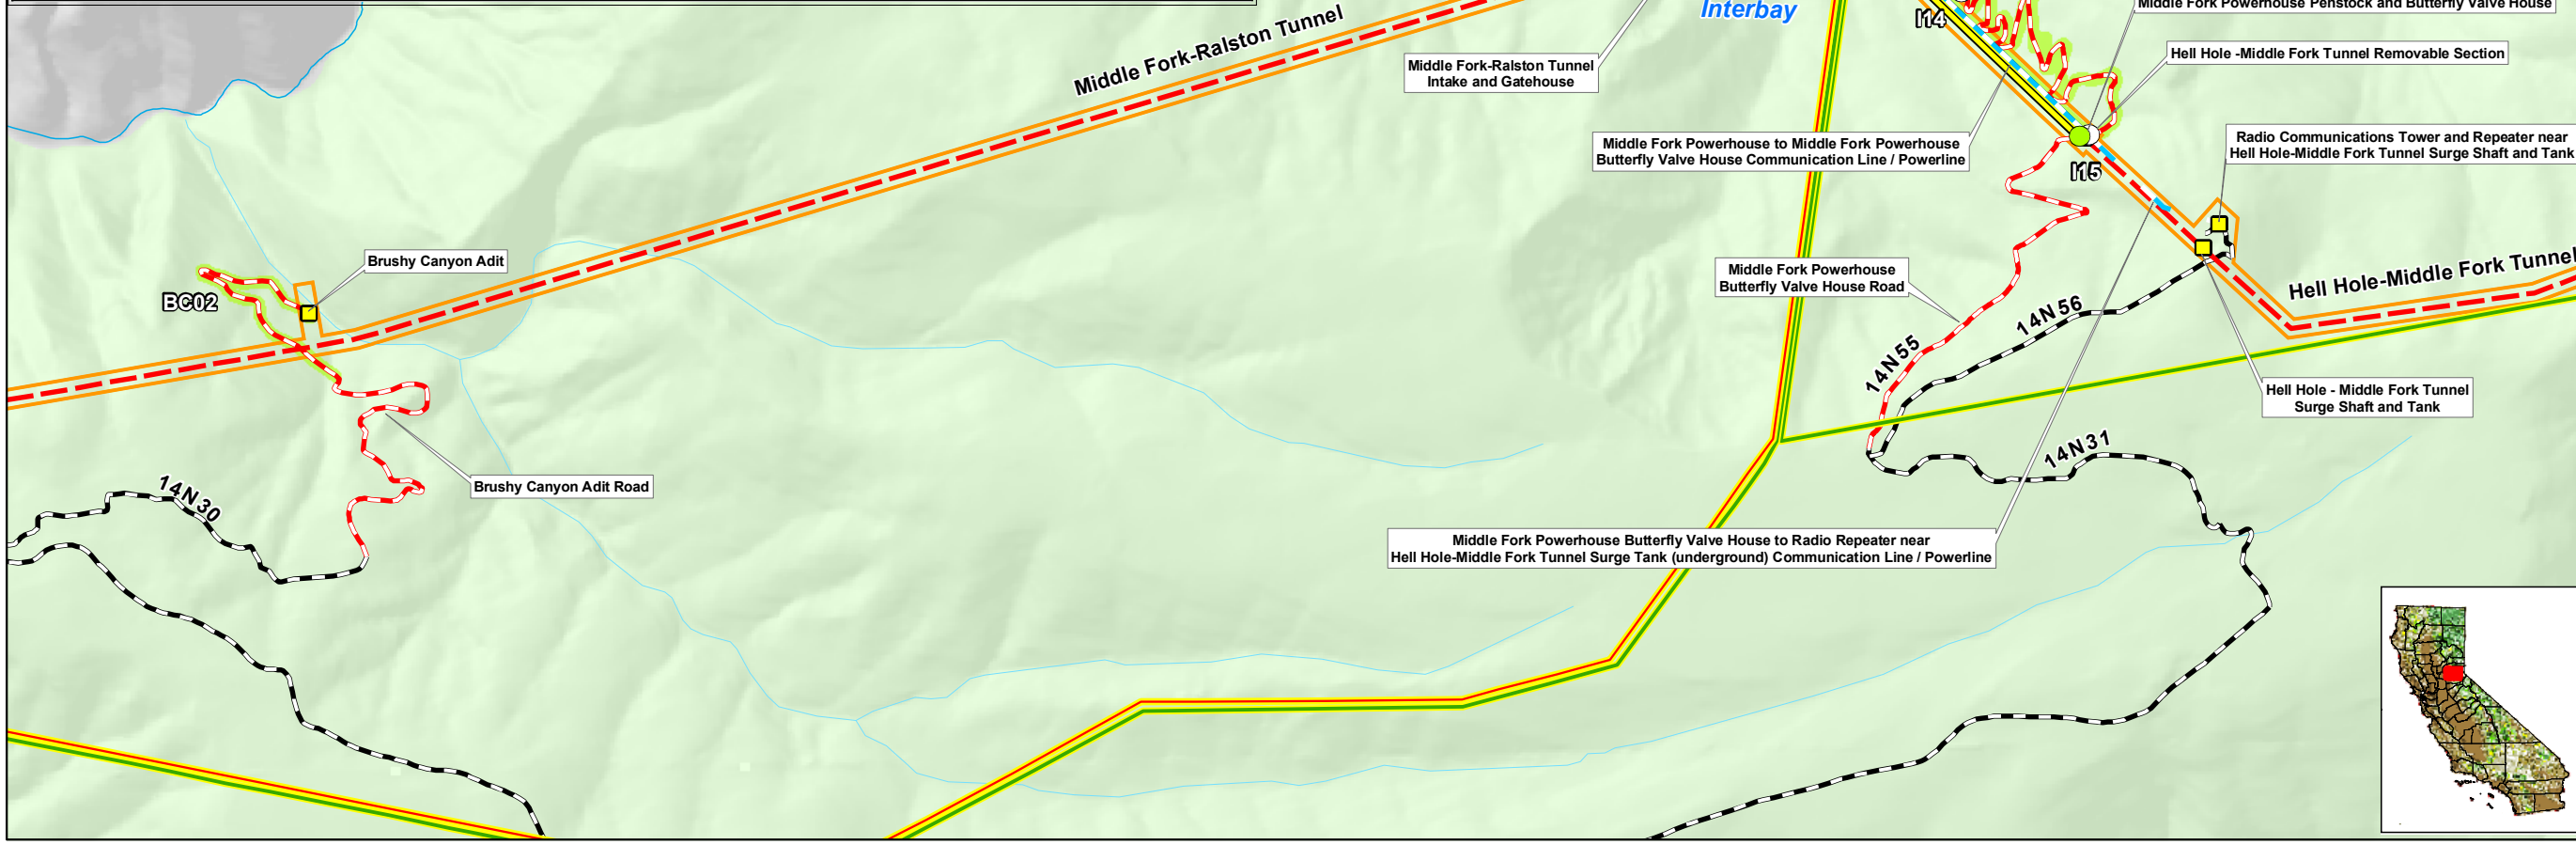 Interbay
I14
Middle Fork Powerhouse Penstock and Butterfly Valve House
Middle Fork-Ralston Tunnel
Hell Hole -Middle Fork Tunnel Removable Section
Middle Fork-Ralston Tunnel
Intake and Gatehouse
Middle Fork Powerhouse to Middle Fork Powerhouse
Butterfly Valve House Communication Line / Powerline
Radio Communications Tower and Repeater near
Hell Hole-Middle Fork Tunnel Surge Shaft and Tank
I15
Brushy Canyon Adit
BC02
Middle Fork Powerhouse
Butterfly Valve House Road
Hell Hole-Middle Fork Tunnel
14N56
14N55
Hell Hole - Middle Fork Tunnel
Surge Shaft and Tank
14N31
Brushy Canyon Adit Road
14N30
Middle Fork Powerhouse Butterfly Valve House to Radio Repeater near
Hell Hole-Middle Fork Tunnel Surge Tank (underground) Communication Line / Powerline